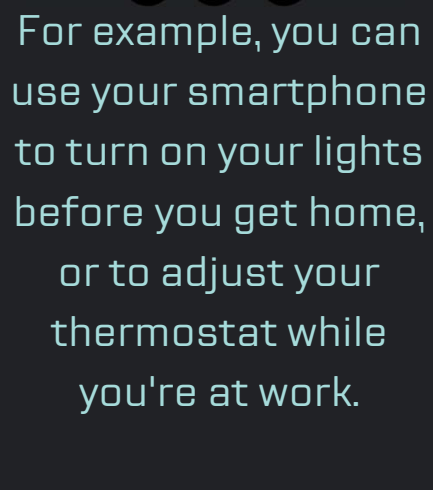 For example, you can
use your smartphone
to turn on your lights
before you get home,
or to adjust your
thermostat while
you're at work.